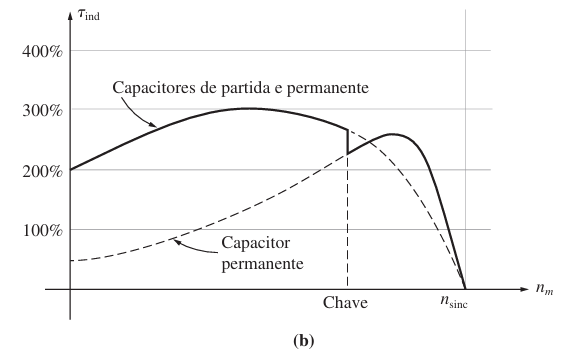 τind
400%
Capacitores de partida e permanente
300%
200%
100%
Capacitor
permanente
Chave
nsinc
nm
(b)